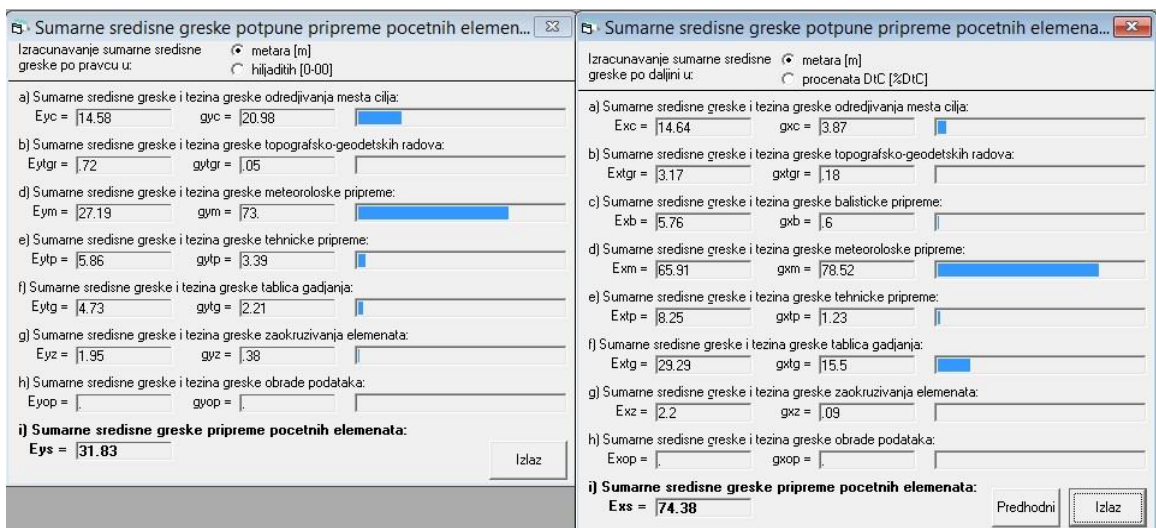 Sumarne sredisne greske potpune pripreme pocetnih elemen...
Izracunavanje sumarne sredisne
greske po pravcu u:
metara [m]
hiljaditih [0-00]
a) Sumarne sredisne greske i tezina greske odredjivanja mesta cilja:
Eyc = 14.58 gyc = 20.98
b) Sumarne sredisne greske i tezina greske topografsko-geodetskih radova:
Eytgr = .72 gytgr = .05
d) Sumarne sredisne greske i tezina greske meteoroloske pripreme:
Eym = 27.19 gym = 73.
e) Sumarne sredisne greske i tezina greske tehnicke pripreme:
Eytp = 5.86 gytp = 3.39
f) Sumarne sredisne greske i tezina greske tablica gadjanja:
Eytg = 4.73 gytg = 2.21
g) Sumarne sredisne greske i tezina greske zaokruzivanja elemenata:
Eyz = 1.95 gyz = .38
h) Sumarne sredisne greske i tezina greske obrade podataka:
Eyop = . gyop = .
i) Sumarne sredisne greske pripreme pocetnih elemenata:
Eys = 31.83
Izlaz
Sumarne sredisne greske potpune pripreme pocetnih elemena...
Izracunavanje sumarne sredisne
greske po daljini u:
metara [m]
procenata DtC [%DtC]
a) Sumarne sredisne greske i tezina greske odredjivanja mesta cilja:
Exc = 14.64 gxc = 3.87
b) Sumarne sredisne greske i tezina greske topografsko-geodetskih radova:
Extgr = 3.17 gxtgr = .18
c) Sumarne sredisne greske i tezina greske balisticke pripreme:
Exb = 5.76 gxb = .6
d) Sumarne sredisne greske i tezina greske meteoroloske pripreme:
Exm = 65.91 gxm = 78.52
e) Sumarne sredisne greske i tezina greske tehnicke pripreme:
Extp = 8.25 gxtp = 1.23
f) Sumarne sredisne greske i tezina greske tablica gadjanja:
Extg = 29.29 gxtg = 15.5
g) Sumarne sredisne greske i tezina greske zaokruzivanja elemenata:
Exz = 2.2 gxz = .09
h) Sumarne sredisne greske i tezina greske obrade podataka:
Exop = . gxop = .
i) Sumarne sredisne greske pripreme pocetnih elemenata:
Exs = 74.38
Predhodni
Izlaz